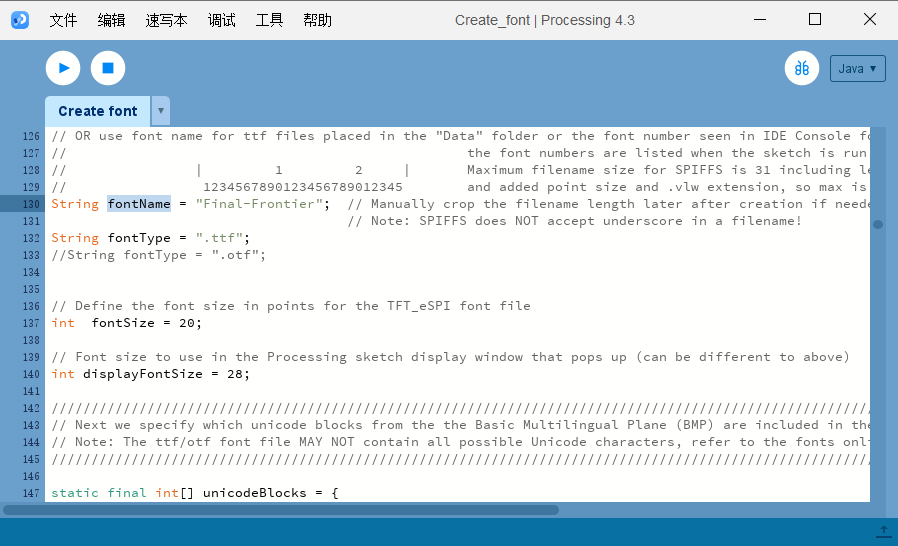 文件 编辑 速写本 调试 工具 帮助 Create_font | Processing 4.3
Java ▼
Create font ▼
126 // OR use font name for ttf files placed in the "Data" folder or the font number seen in IDE Console
127 // the font numbers are listed when the sketch is run
128 // | 1 2 | Maximum filename size for SPIFFS is 31 including
129 // 1234567890123456789012345 and added point size and .vlw extension, so max is
130 String fontName = "Final-Frontier"; // Manually crop the filename length later after creation if
131 // Note: SPIFFS does NOT accept underscore in a filename!
132 String fontType = ".ttf";
133 //String fontType = ".otf";
134
135
136 // Define the font size in points for the TFT_eSPI font file
137 int fontSize = 20;
138
139 // Font size to use in the Processing sketch display window that pops up (can be different to above)
140 int displayFontSize = 28;
141
142 ///////////////////////////////////////////////////////////////////////////////////////////////////////
143 // Next we specify which unicode blocks from the the Basic Multilingual Plane (BMP) are included in the
144 // Note: The ttf/otf font file MAY NOT contain all possible Unicode characters, refer to the fonts
145 ///////////////////////////////////////////////////////////////////////////////////////////////////////
146
147 static final int[] unicodeBlocks = {